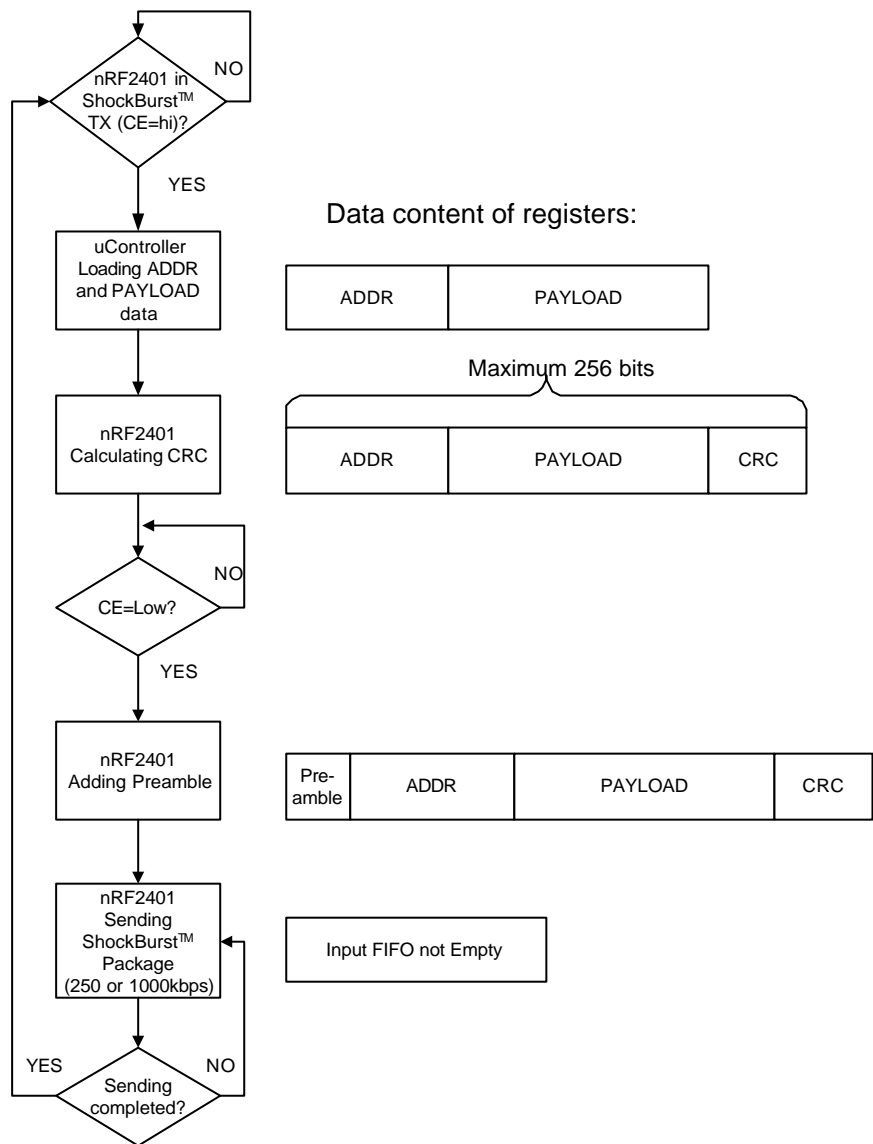 NO
nRF2401 in
ShockBurst™
TX (CE=hi)?
YES
Data content of registers:
uController
Loading ADDR
and PAYLOAD
data
ADDR
PAYLOAD
Maximum 256 bits
nRF2401
Calculating CRC
ADDR
PAYLOAD
CRC
NO
CE=Low?
YES
nRF2401
Adding Preamble
Pre-
amble
ADDR
PAYLOAD
CRC
nRF2401
Sending
ShockBurst™
Package
(250 or 1000kbps)
Input FIFO not Empty
YES
NO
Sending
completed?